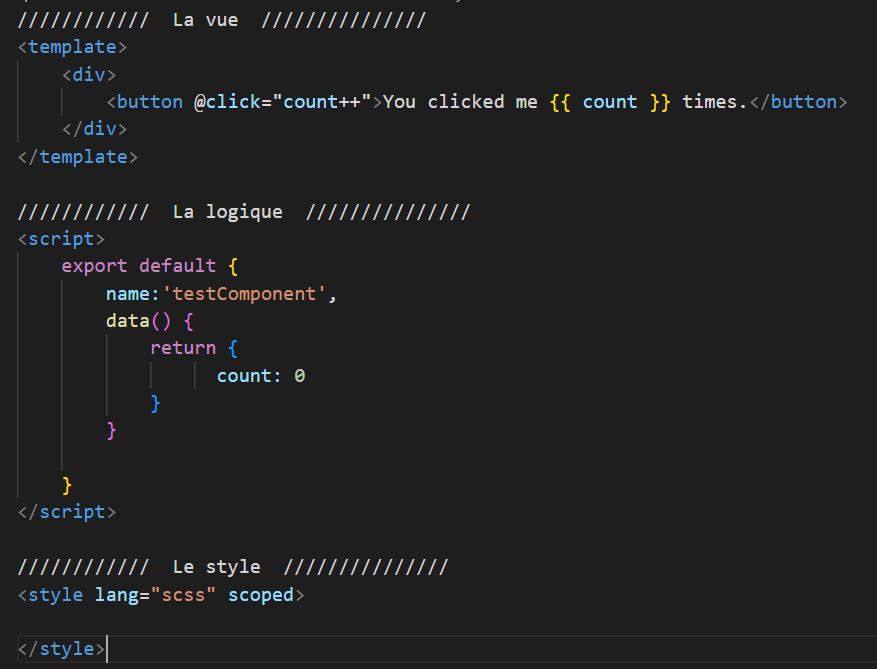 ////////////  La vue  ///////////////
<template>
    <div>
        <button @click="count++">You clicked me {{ count }} times.</button>
    </div>
</template>

////////////  La logique  ///////////////
<script>
    export default {
        name:'testComponent',
        data() {
            return {
                  count: 0
            }
        }

    }
</script>

////////////  Le style  ///////////////
<style lang="scss" scoped>

</style>